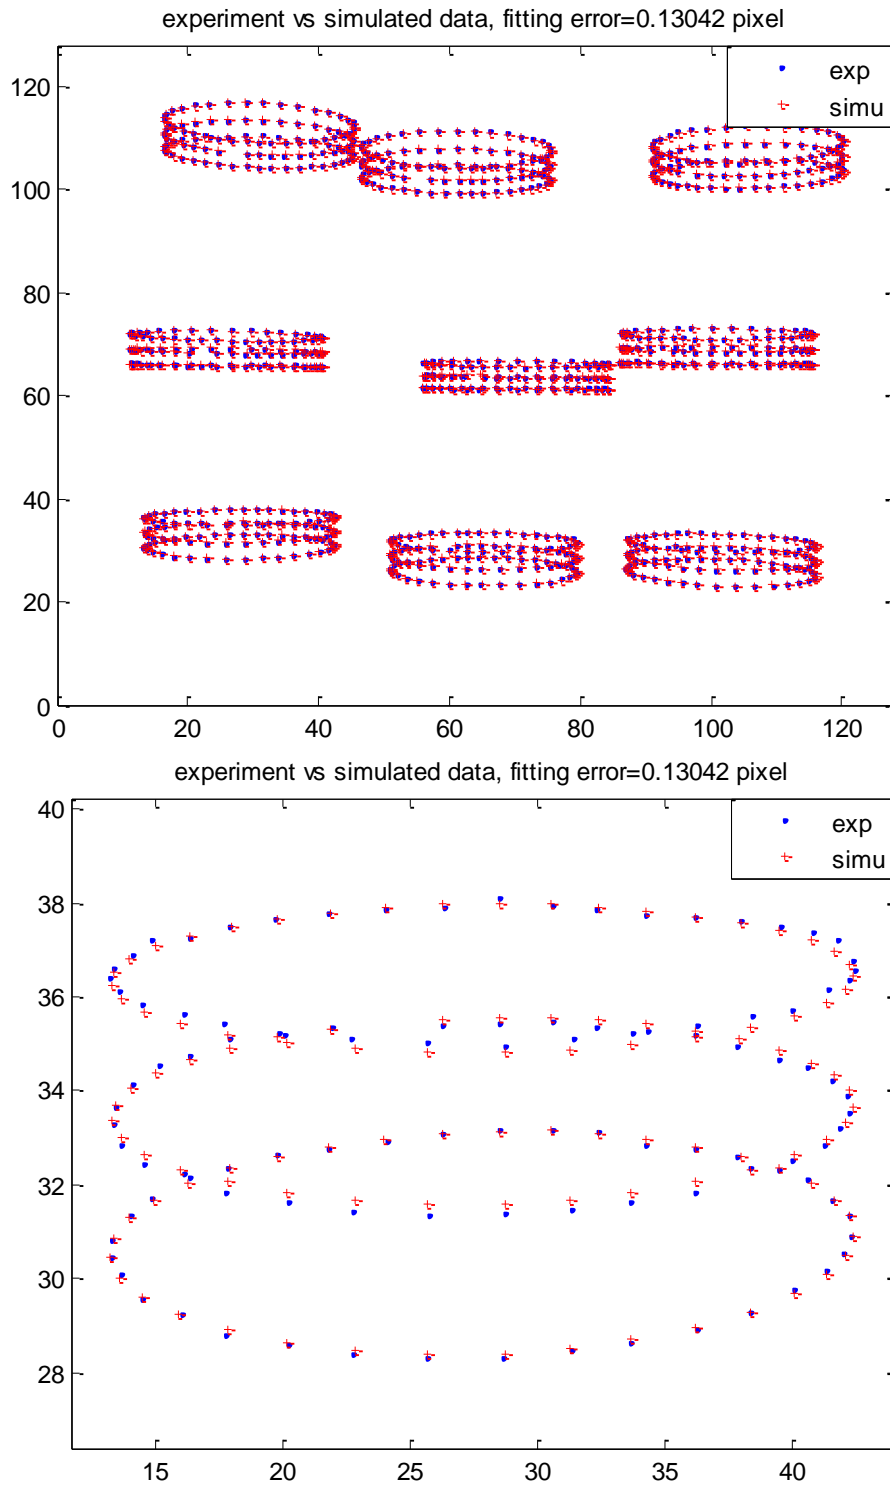 experiment vs simulated data, fitting error=0.13042 pixel
exp
simu
120
100
80
60
40
20
0
0 20 40 60 80 100 120
experiment vs simulated data, fitting error=0.13042 pixel
exp
simu
40
38
36
34
32
30
28
15 20 25 30 35 40